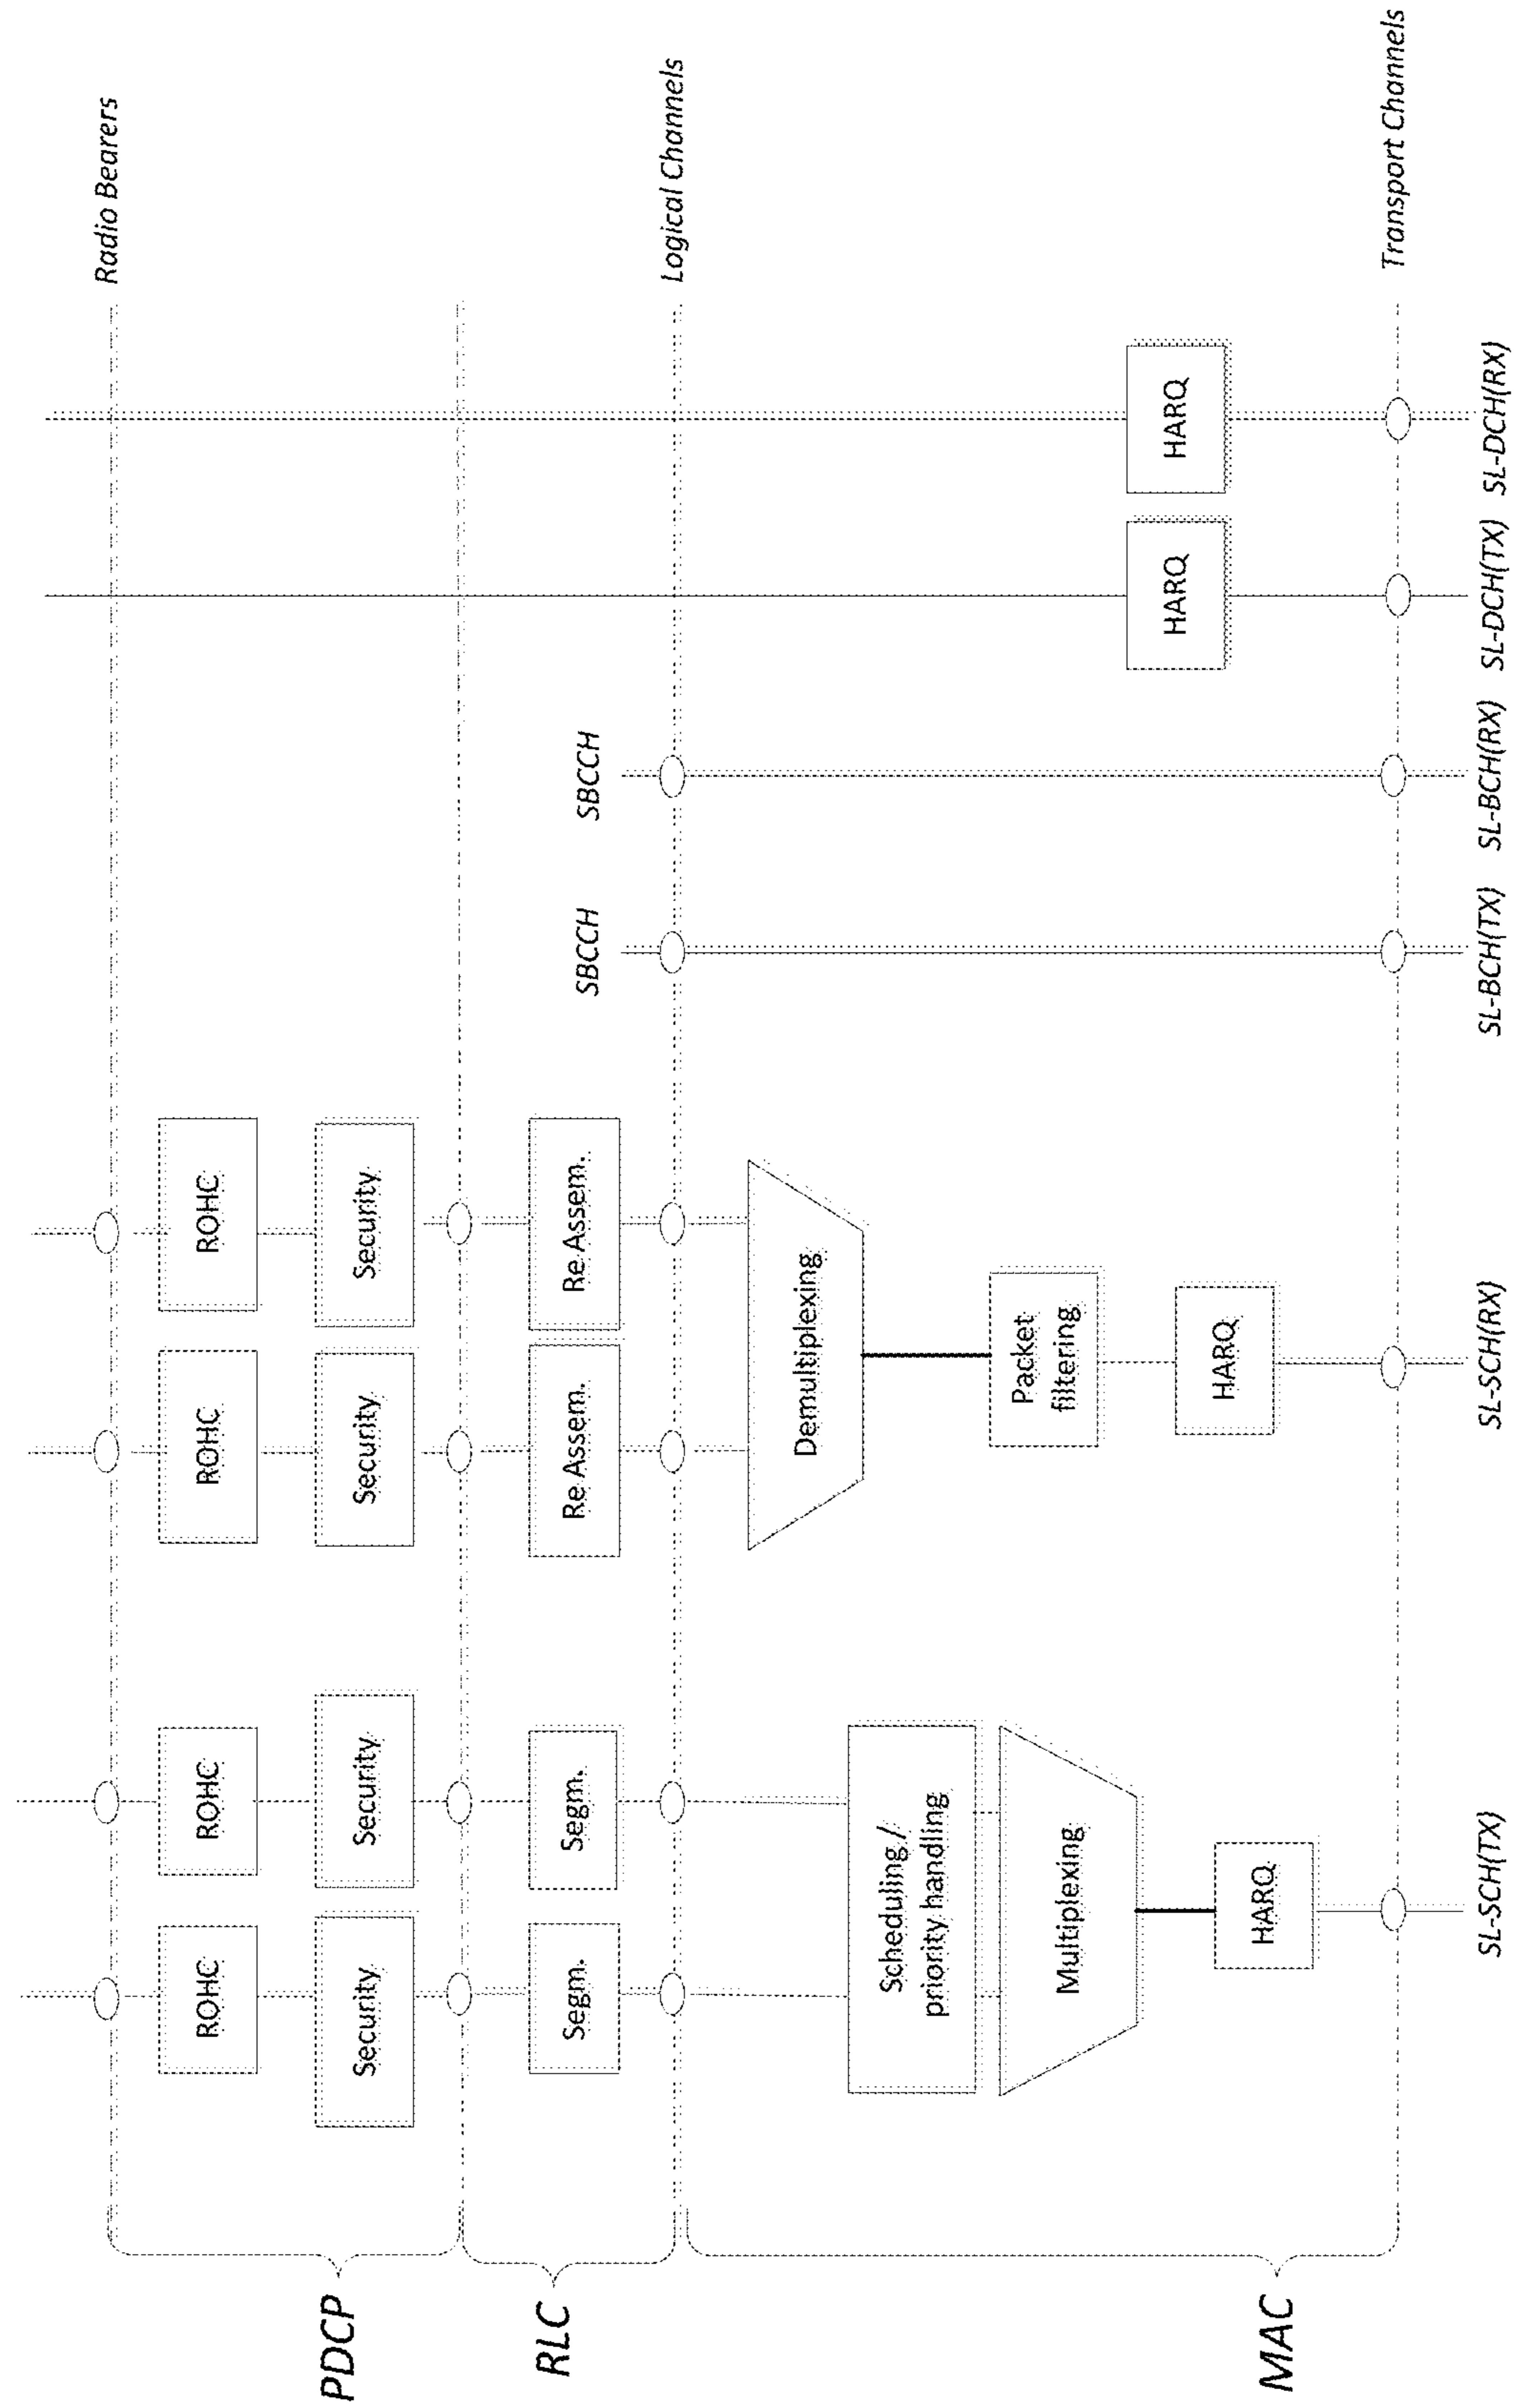 Radio Bearers
ROHC
ROHC
ROHC
ROHC
PDCP
Security
Security
Security
Security
SBCCH
SBCCH
RLC
Segm.
Segm.
Re Assem.
Re Assem.
Logical Channels
Scheduling /
priority handling
Multiplexing
Demultiplexing
Packet
filtering
MAC
HARQ
HARQ
HARQ
HARQ
Transport Channels
SL-SCH(TX)
SL-SCH(RX)
SL-BCH(TX)
SL-BCH(RX)
SL-DCH(TX)
SL-DCH(RX)